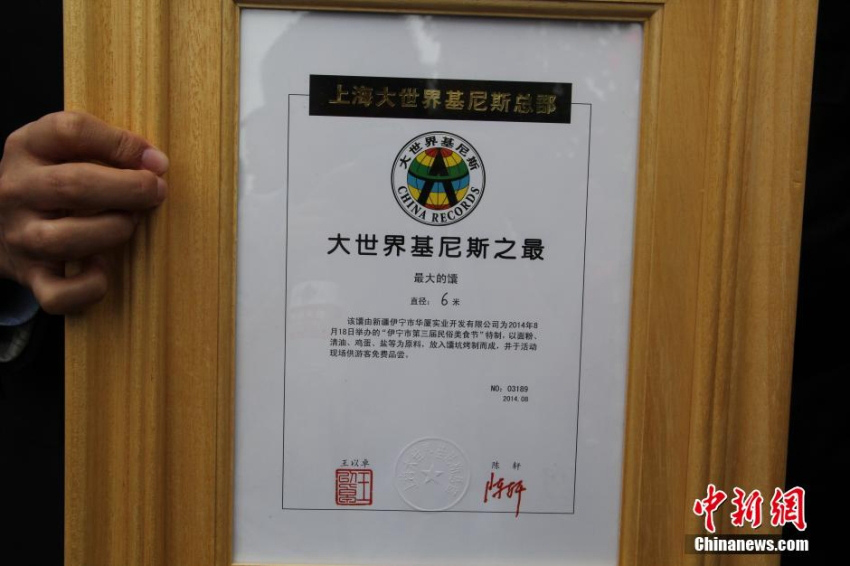 上海大世界基尼斯总部
大世界基尼斯
CHINA RECORDS
大世界基尼斯之最
最大的馕
直径：6米
该馕由新疆伊宁市华厦实业开发有限公司为2014年8
月18日举办的“伊宁市第三届民俗美食节”特制，以面粉、
清油、鸡蛋、盐等为原料，放入馕坑烤制而成，并于活动
现场供游客免费品尝。
NO：03189
2014.08
王以卓
陈 轩
陈轩
中新网
Chinanews.com